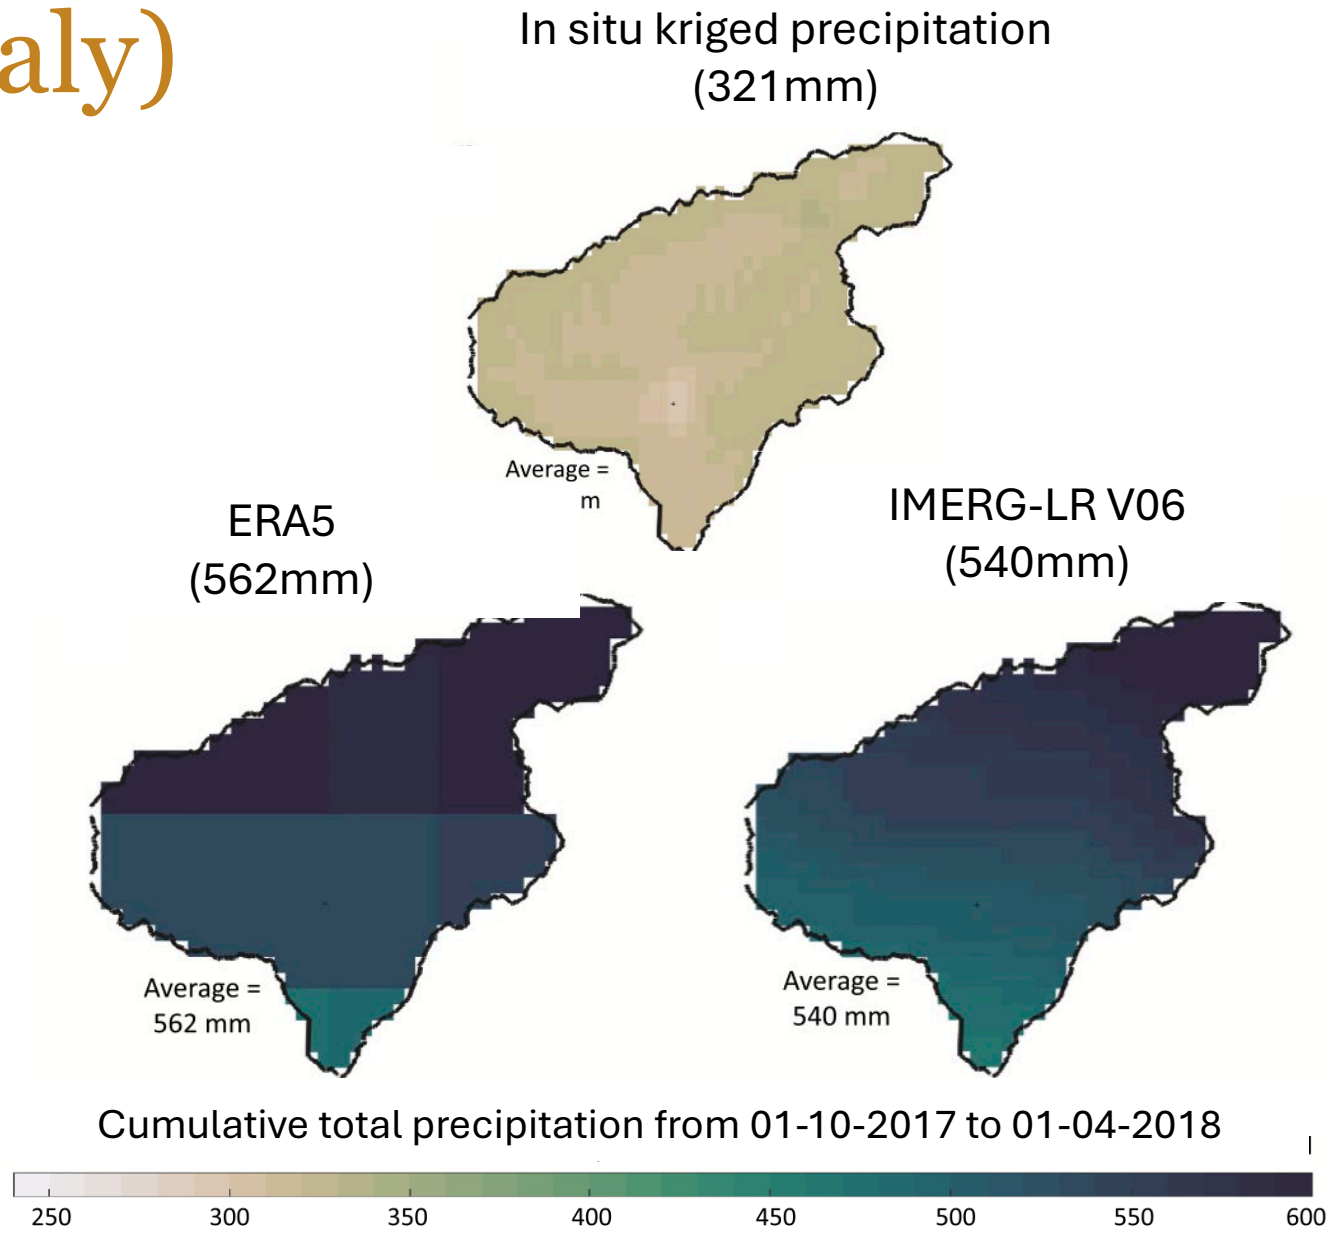 aly)
In situ kriged precipitation
(321mm)
Average =
m
ERA5
(562mm)
IMERG-LR V06
(540mm)
Average =
562 mm
Average =
540 mm
Cumulative total precipitation from 01-10-2017 to 01-04-2018
250 300 350 400 450 500 550 600